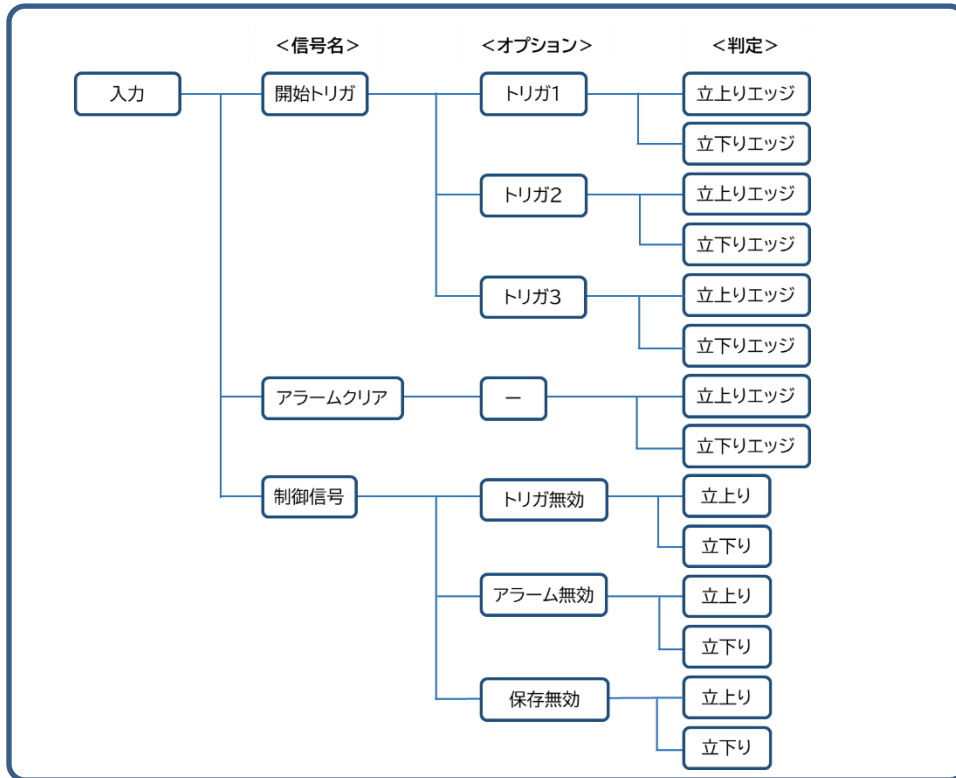 <信号名> <オプション> <判定>
入力 開始トリガ トリガ1 立上りエッジ
立下りエッジ
トリガ2 立上りエッジ
立下りエッジ
トリガ3 立上りエッジ
立下りエッジ
アラームクリア ー 立上りエッジ
立下りエッジ
制御信号 トリガ無効 立上り
立下り
アラーム無効 立上り
立下り
保存無効 立上り
立下り